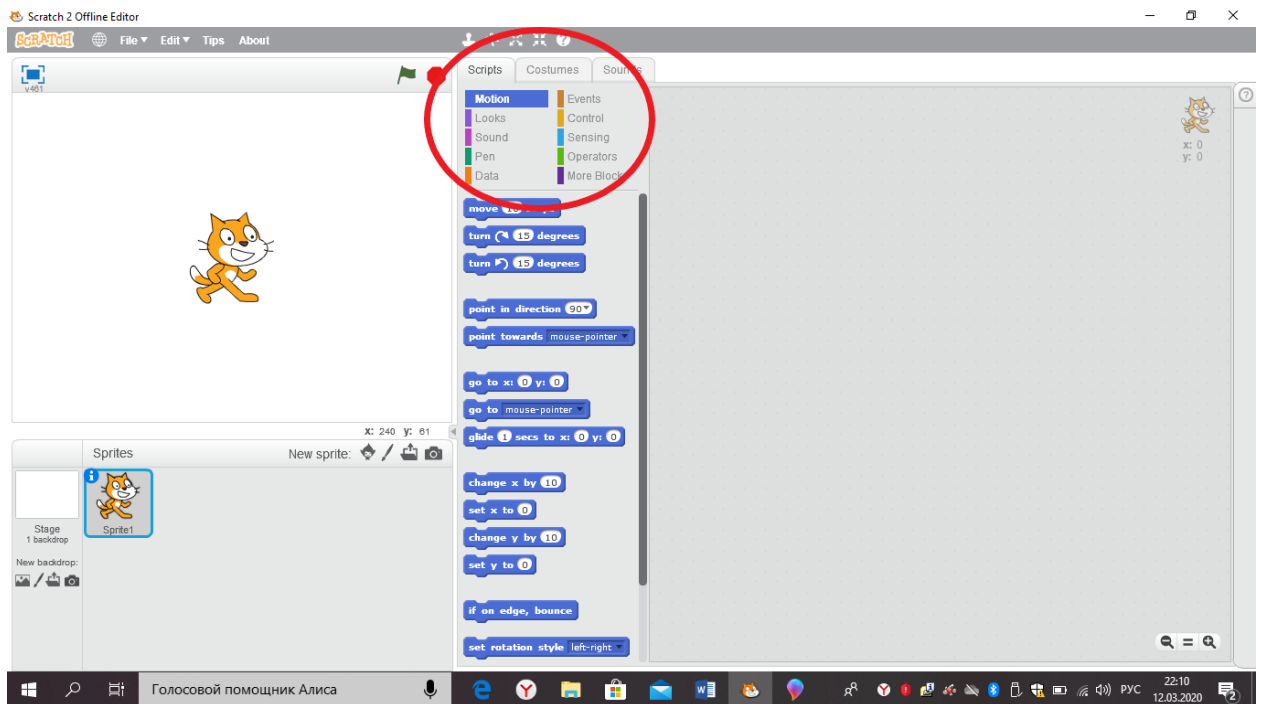 Scratch 2 Offline Editor
SCRATCH File Edit Tips About
v461
Scripts Costumes Sounds
Motion Events
Looks Control
Sound Sensing
Pen Operators
Data More Blocks
x: 0
y: 0
move 10
turn 15 degrees
turn 15 degrees
point in direction 90
point towards mouse-pointer
go to x: 0 y: 0
go to mouse-pointer
glide 1 secs to x: 0 y: 0
change x by 10
set x to 0
change y by 10
set y to 0
if on edge, bounce
set rotation style left-right
X: 240 Y: 61
Sprites New sprite:
Stage
1 backdrop
Sprite1
New backdrop:
Голосовой помощник Алиса
РУС
22:10
12.03.2020
2